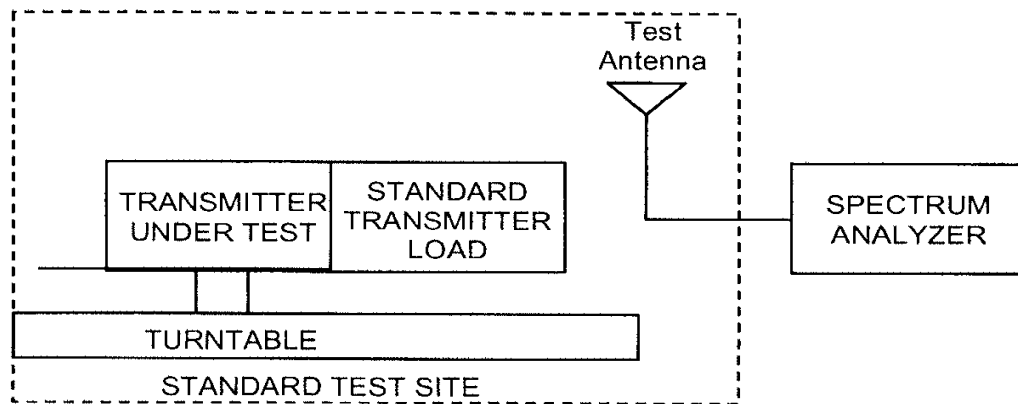 Test
Antenna
TRANSMITTER
UNDER TEST
STANDARD
TRANSMITTER
LOAD
SPECTRUM
ANALYZER
TURNTABLE
STANDARD TEST SITE